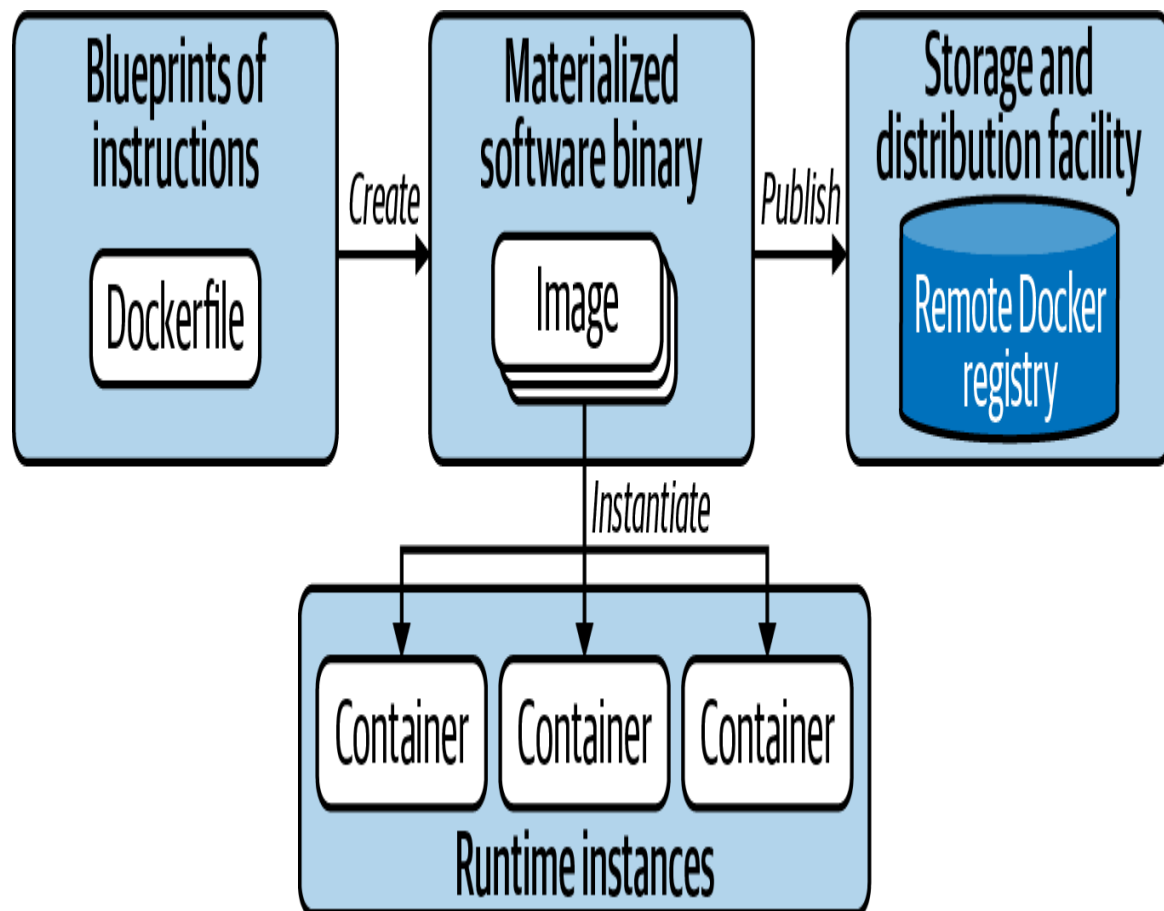 Blueprints of
instructions
Dockerfile
Create
Materialized
software binary
Image
Publish
Storage and
distribution facility
Remote Docker
registry
Instantiate
Container
Container
Container
Runtime instances